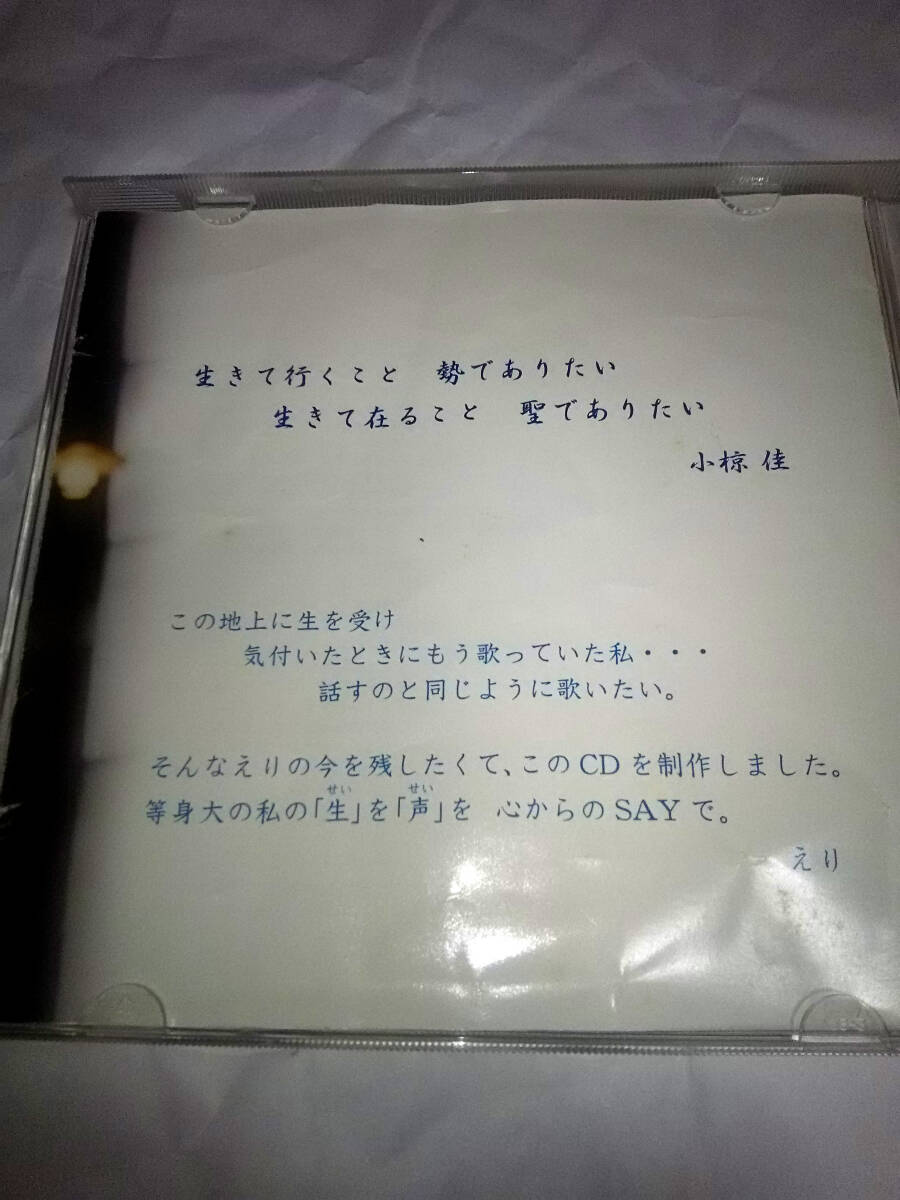 生きて行くこと　勢でありたい
生きて在ること　聖でありたい
小椋 佳
この地上に生を受け
気付いたときにもう歌っていた私・・・
話すのと同じように歌いたい。
そんなえりの今を残したくて、このCDを制作しました。
せい　せい
等身大の私の「生」を「声」を　心からのSAYで。
えり